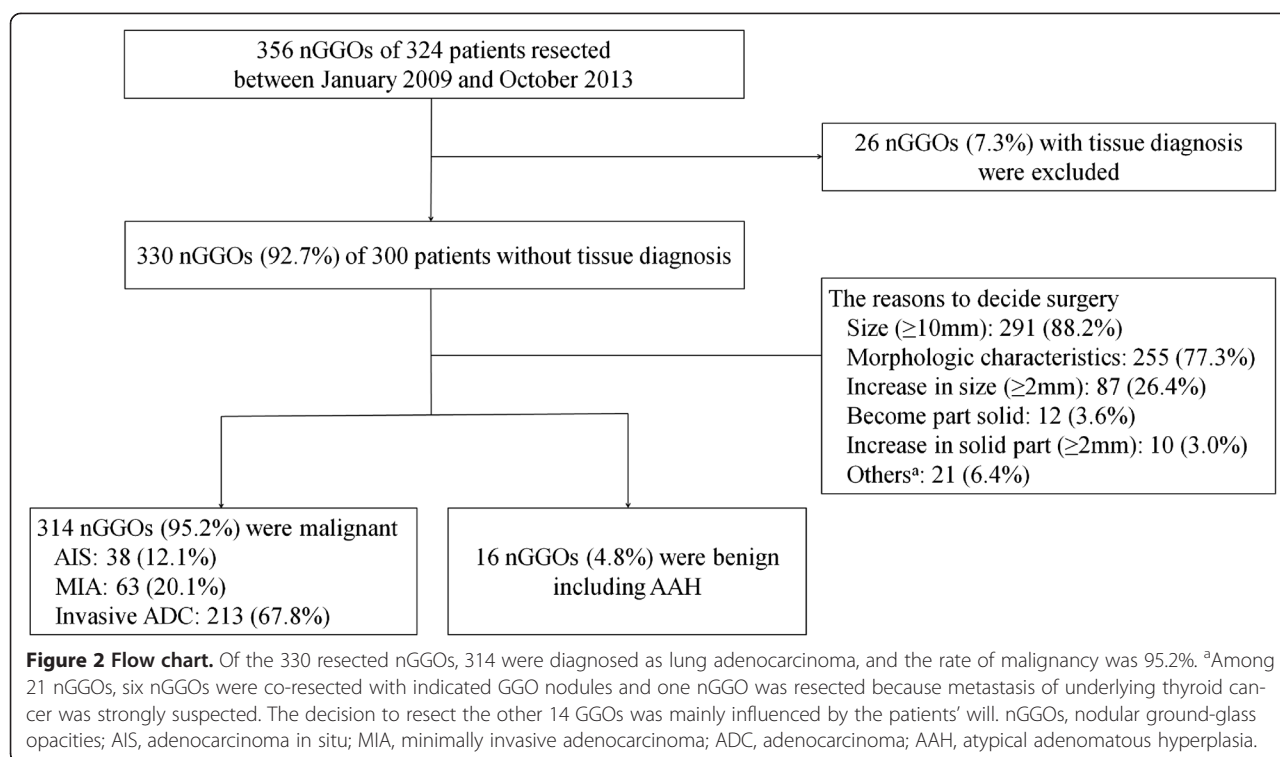 356 nGGOs of 324 patients resected
between January 2009 and October 2013
26 nGGOs (7.3%) with tissue diagnosis
were excluded
330 nGGOs (92.7%) of 300 patients without tissue diagnosis
The reasons to decide surgery
Size (≥10mm): 291 (88.2%)
Morphologic characteristics: 255 (77.3%)
Increase in size (≥2mm): 87 (26.4%)
Become part solid: 12 (3.6%)
Increase in solid part (≥2mm): 10 (3.0%)
Othersª: 21 (6.4%)
314 nGGOs (95.2%) were malignant
AIS: 38 (12.1%)
MIA: 63 (20.1%)
Invasive ADC: 213 (67.8%)
16 nGGOs (4.8%) were benign
including AAH
Figure 2 Flow chart. Of the 330 resected nGGOs, 314 were diagnosed as lung adenocarcinoma, and the rate of malignancy was 95.2%. ªAmong
21 nGGOs, six nGGOs were co-resected with indicated GGO nodules and one nGGO was resected because metastasis of underlying thyroid can-
cer was strongly suspected. The decision to resect the other 14 GGOs was mainly influenced by the patients’ will. nGGOs, nodular ground-glass
opacities; AIS, adenocarcinoma in situ; MIA, minimally invasive adenocarcinoma; ADC, adenocarcinoma; AAH, atypical adenomatous hyperplasia.